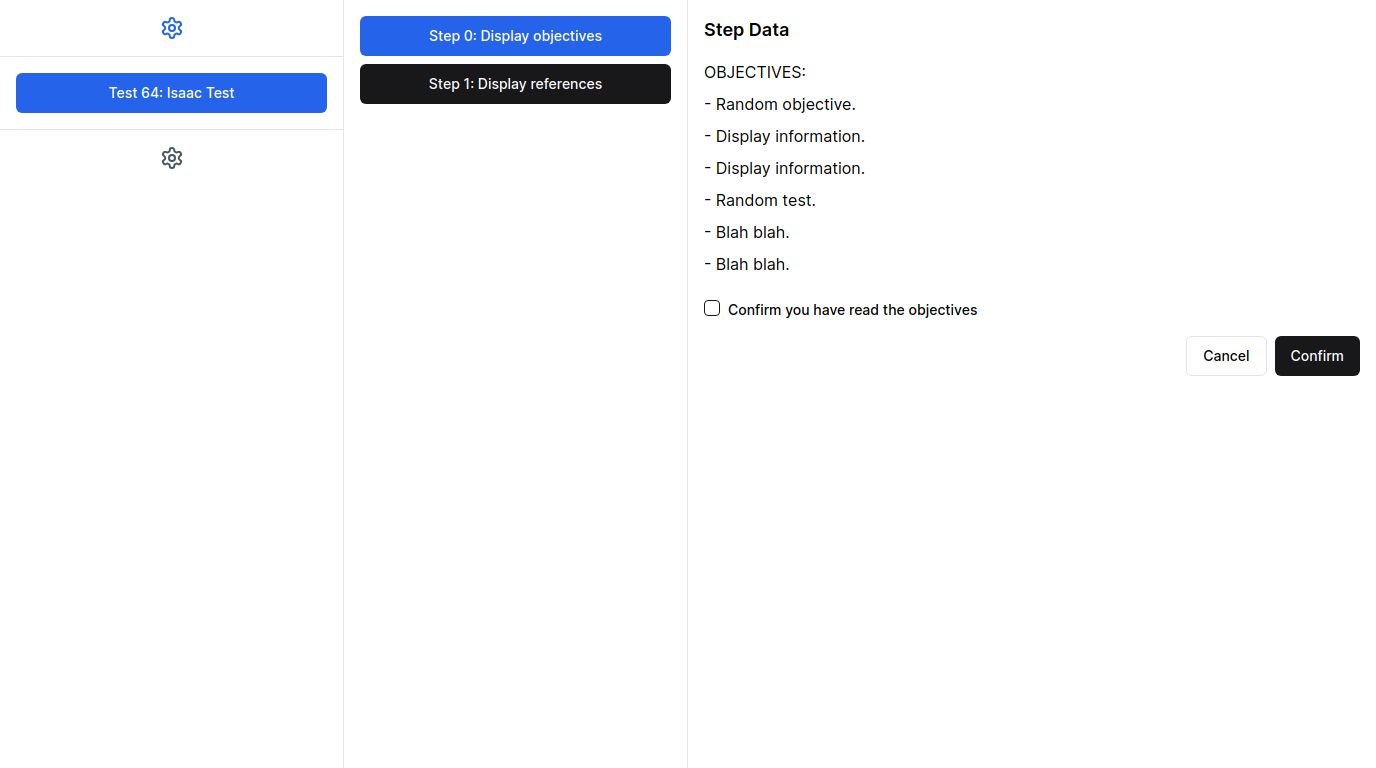 Test 64: Isaac Test
Step 0: Display objectives
Step 1: Display references
Step Data
OBJECTIVES:
- Random objective.
- Display information.
- Display information.
- Random test.
- Blah blah.
- Blah blah.
Confirm you have read the objectives
Cancel
Confirm